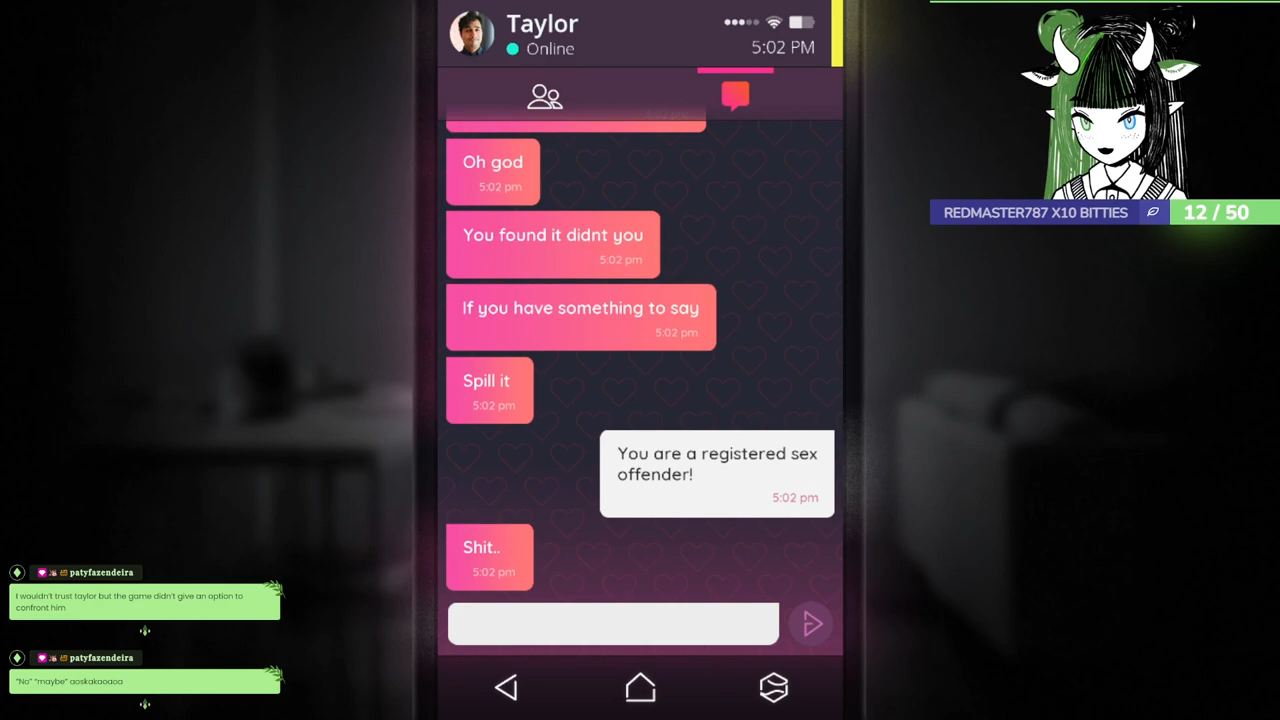 Taylor
Online
5:02 PM
Oh god
5:02 pm
You found it didnt you
5:02 pm
If you have something to say
5:02 pm
Spill it
5:02 pm
You are a registered sex
offender!
5:02 pm
Shit..
5:02 pm
REDMASTER787 X10 BITTIES
12 / 50
patyfazendeira
I wouldn't trust taylor but the game didn't give an option to
confront him
patyfazendeira
"No" "maybe" aoskakaoaoa